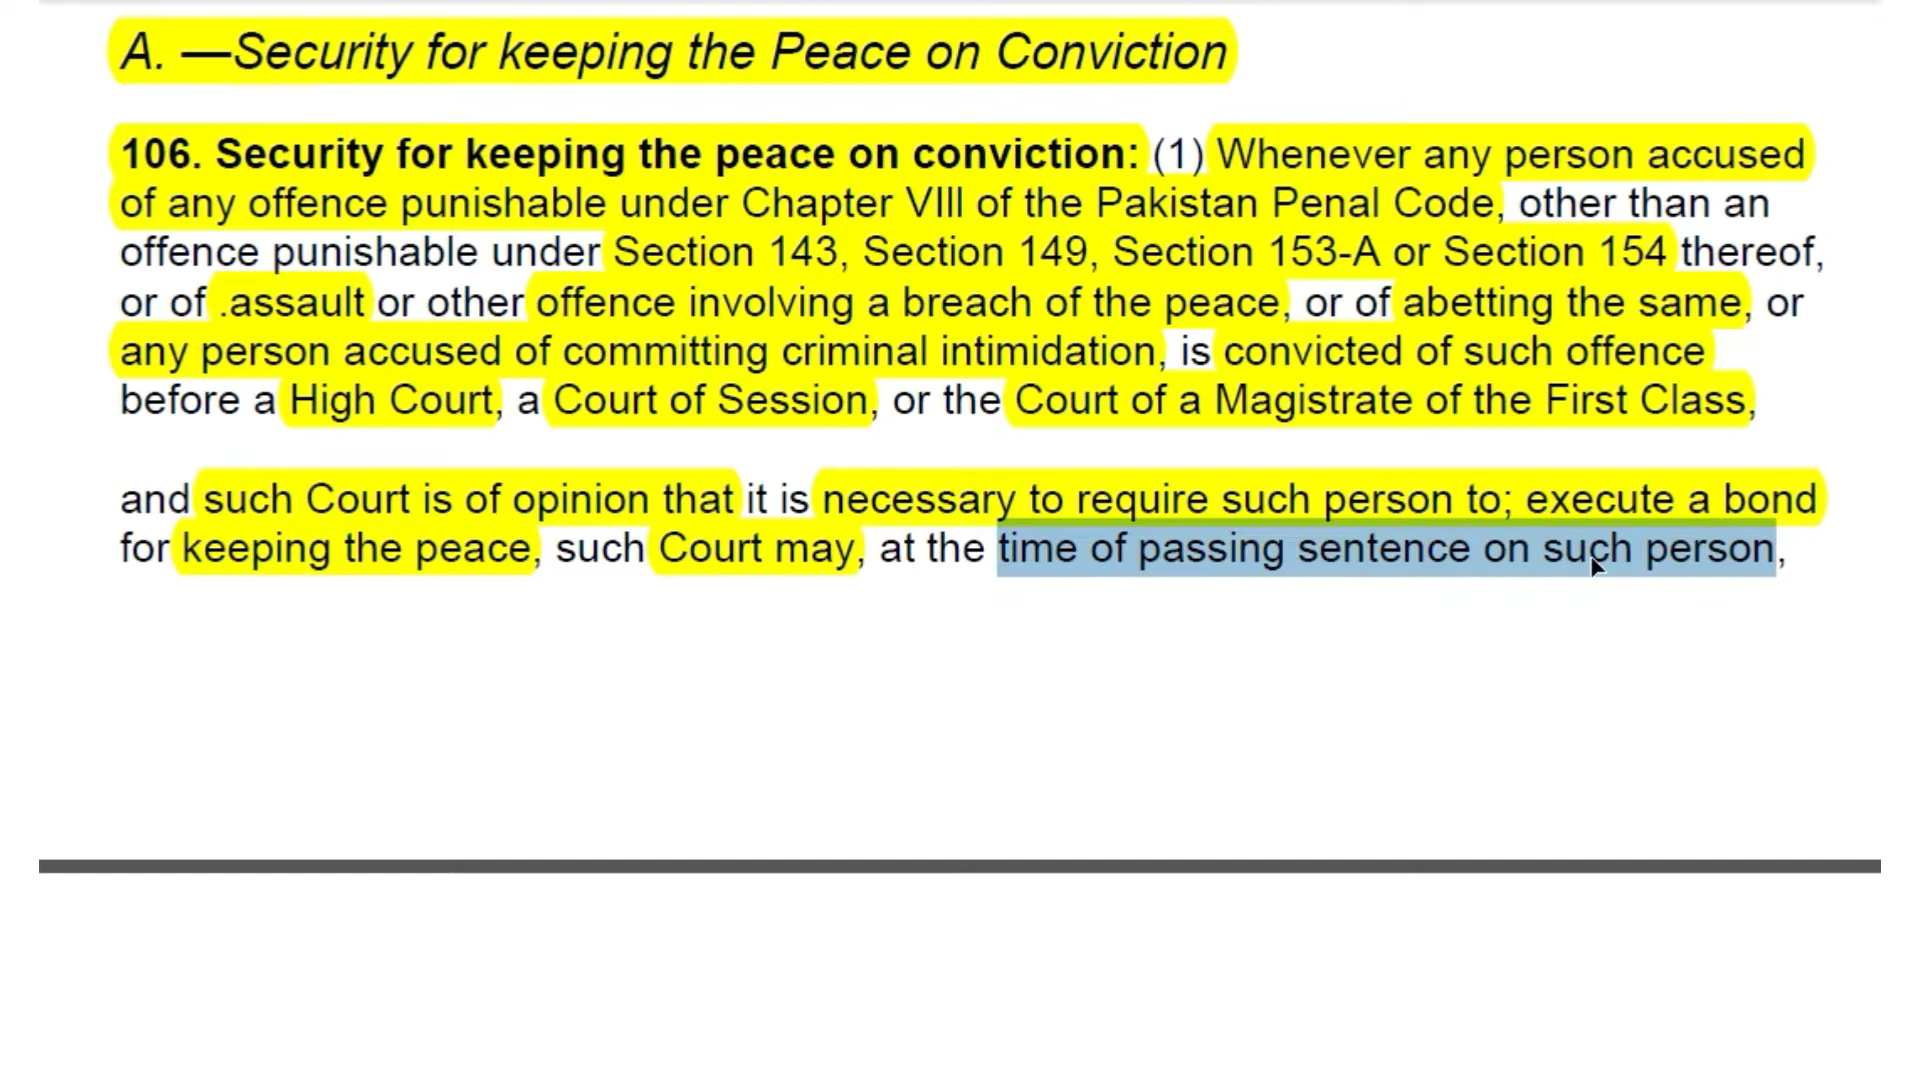 A. —Security for keeping the Peace on Conviction
106. Security for keeping the peace on conviction: (1) Whenever any person accused
of any offence punishable under Chapter VIII of the Pakistan Penal Code, other than an
offence punishable under Section 143, Section 149, Section 153-A or Section 154 thereof,
or of .assault or other offence involving a breach of the peace, or of abetting the same, or
any person accused of committing criminal intimidation, is convicted of such offence
before a High Court, a Court of Session, or the Court of a Magistrate of the First Class,
and such Court is of opinion that it is necessary to require such person to; execute a bond
for keeping the peace, such Court may, at the time of passing sentence on such person,